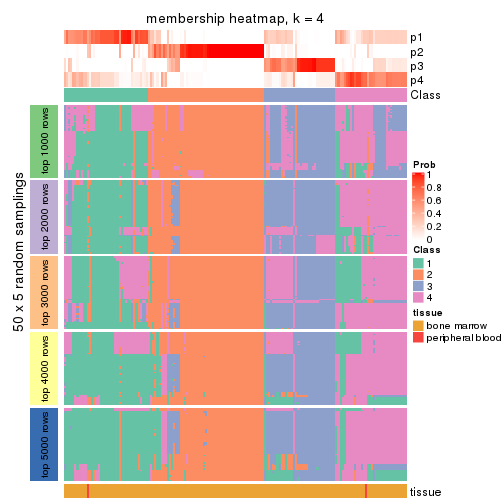 membership heatmap, k = 4
p1
p2
p3
p4
Class
50 x 5 random samplings
top 1000 rows
top 2000 rows
top 3000 rows
top 4000 rows
top 5000 rows
Prob
1
0.8
0.6
0.4
0.2
0
Class
1
2
3
4
tissue
bone marrow
peripheral blood
tissue